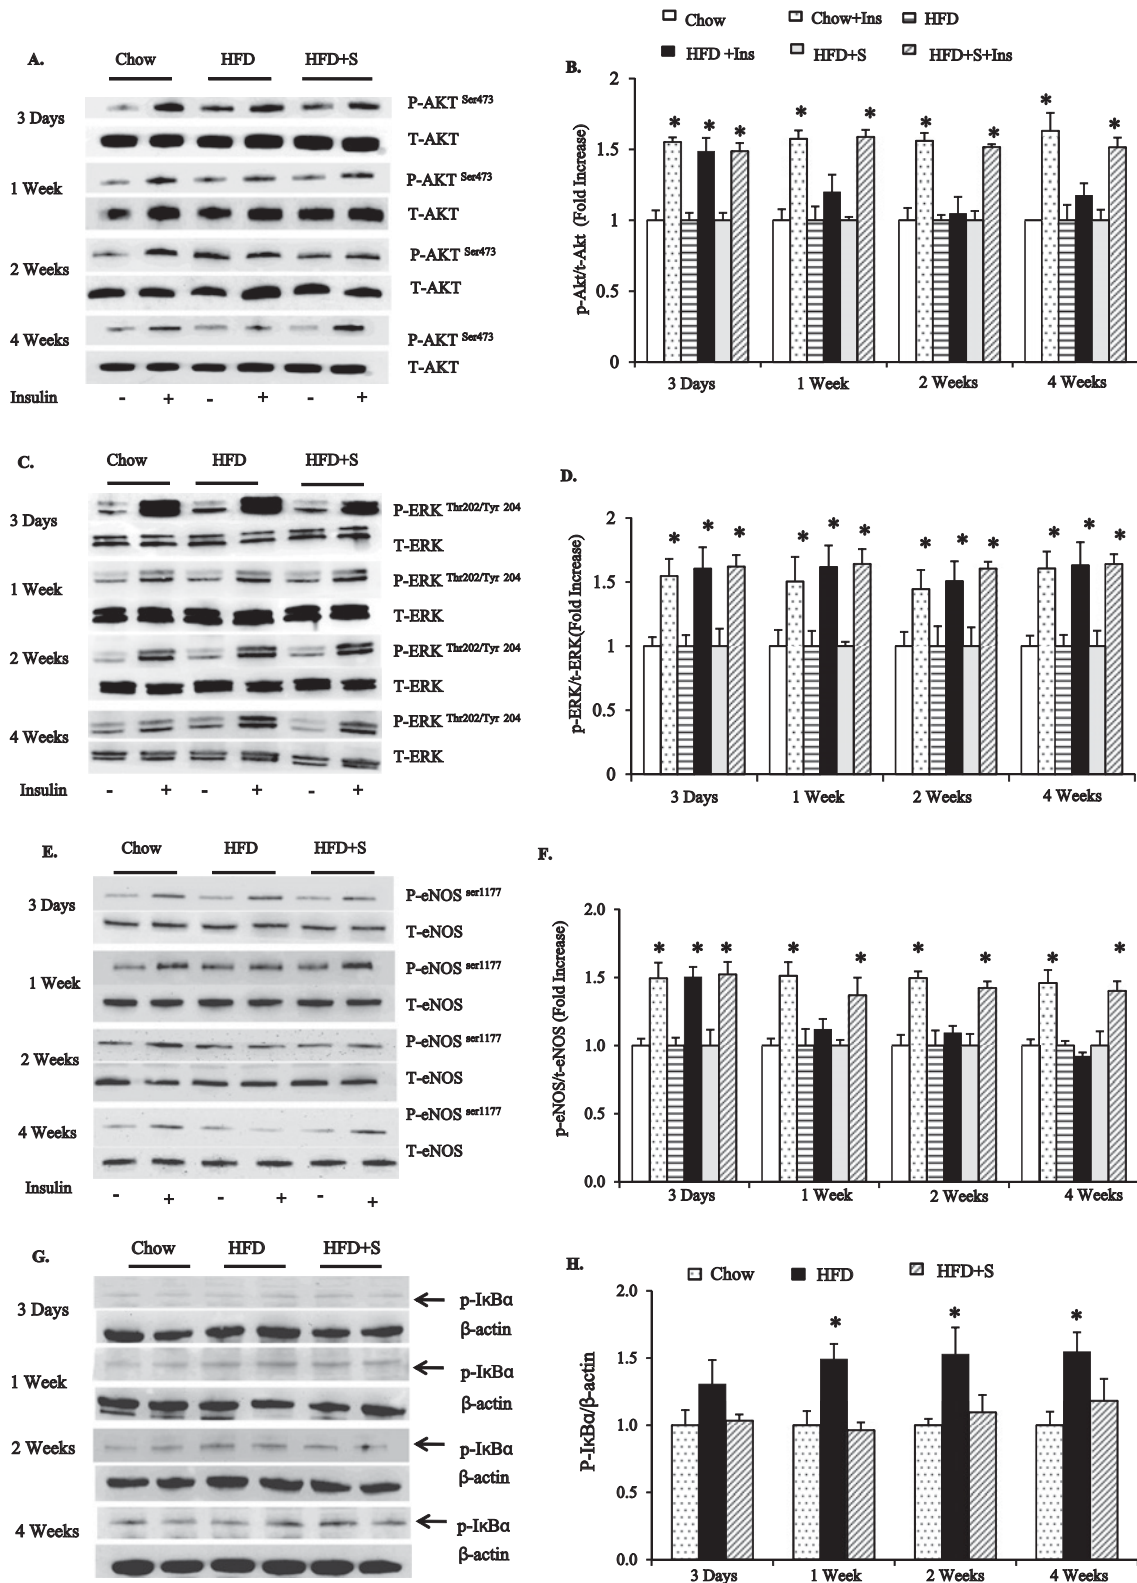 A.
Chow HFD HFD+S
3 Days
P-AKT Ser473
T-AKT
1 Week
P-AKT Ser473
T-AKT
2 Weeks
P-AKT Ser473
T-AKT
4 Weeks
P-AKT Ser473
T-AKT
Insulin - + - + - +
Chow Chow+Ins HFD
HFD +Ins HFD+S HFD+S+Ins
B.
p-Akt/t-Akt (Fold Increase)
2
1.5
1
0.5
0
* * * * * * * * *
3 Days 1 Week 2 Weeks 4 Weeks
C.
Chow HFD HFD+S
3 Days
P-ERK Thr202/Tyr 204
T-ERK
1 Week
P-ERK Thr202/Tyr 204
T-ERK
2 Weeks
P-ERK Thr202/Tyr 204
T-ERK
4 Weeks
P-ERK Thr202/Tyr 204
T-ERK
Insulin - + - + - +
D.
p-ERK/t-ERK(Fold Increase)
2
1.5
1
0.5
0
* * * * * * * * * * * *
3 Days 1 Week 2 Weeks 4 Weeks
E.
Chow HFD HFD+S
3 Days
P-eNOS ser1177
T-eNOS
1 Week
P-eNOS ser1177
T-eNOS
2 Weeks
P-eNOS ser1177
T-eNOS
4 Weeks
P-eNOS ser1177
T-eNOS
Insulin - + - + - +
F.
p-eNOS/t-eNOS (Fold Increase)
2.0
1.5
1.0
0.5
0.0
* * * * * * * * *
3 Days 1 Week 2 Weeks 4 Weeks
G.
Chow HFD HFD+S
3 Days
p-IκBα
β-actin
1 Week
p-IκBα
β-actin
2 Weeks
p-IκBα
β-actin
4 Weeks
p-IκBα
β-actin
H.
Chow HFD HFD+S
P-IκBα/β-actin
2.0
1.5
1.0
0.5
0.0
* * *
3 Days 1 Week 2 Weeks 4 Weeks